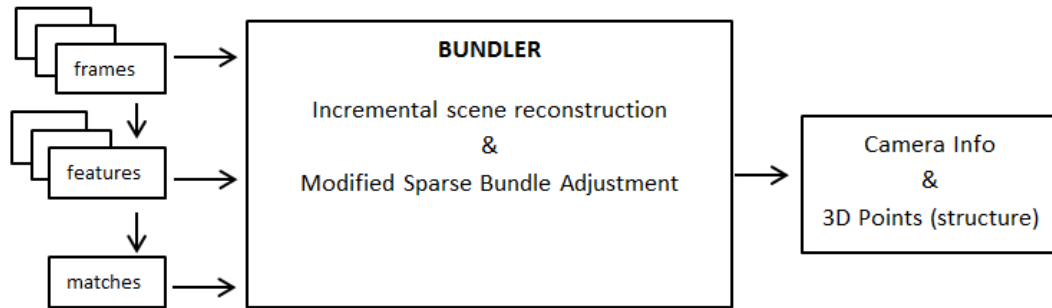 frames
features
matches
BUNDLER
Incremental scene reconstruction
&
Modified Sparse Bundle Adjustment
Camera Info
&
3D Points (structure)